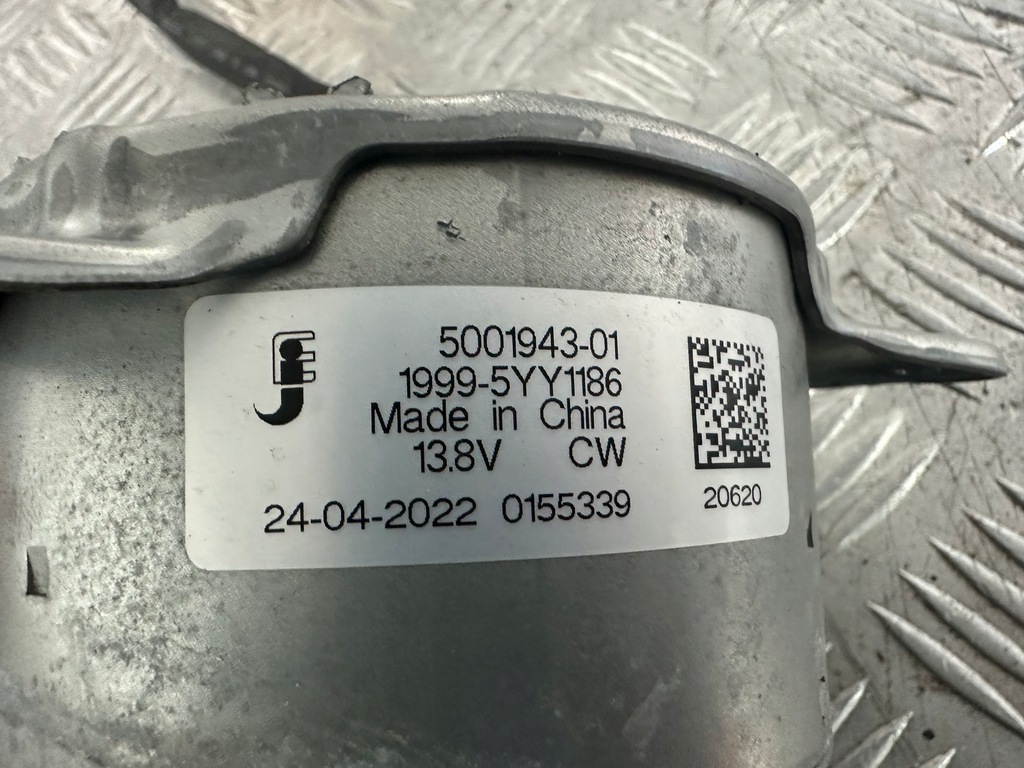 5001943-01
1999-5YY1186
Made in China
13.8V CW
24-04-2022 0155339
20620